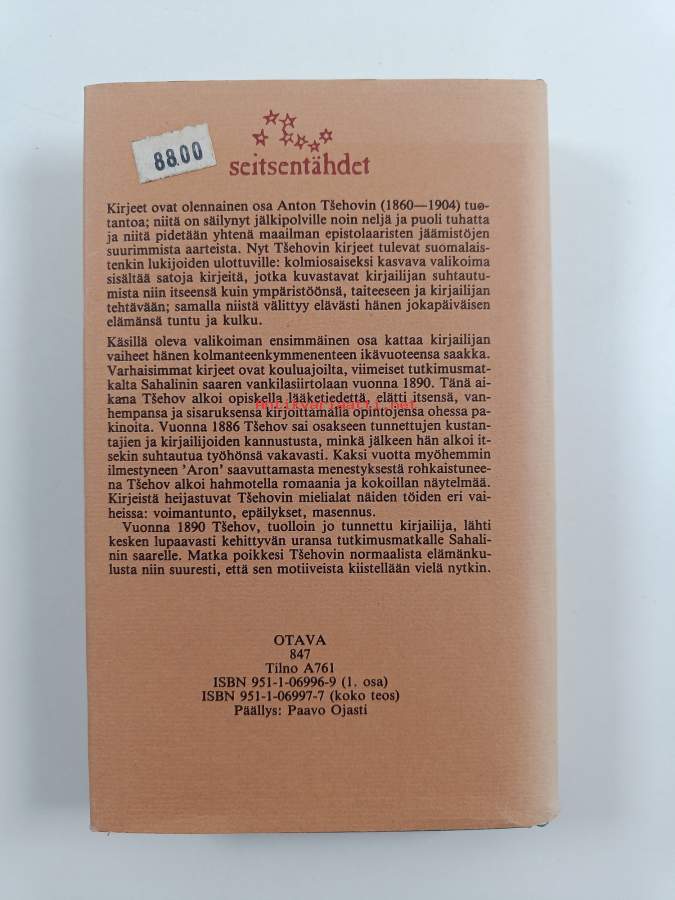 88.00
seitsentähdet
Kirjeet ovat olennainen osa Anton Tšehovin (1860—1904) tuo-
tantoa; niitä on säilynyt jälkipolville noin neljä ja puoli tuhatta
ja niitä pidetään yhtenä maailman epistolaaristen jäämistöjen
suurimmista aarteista. Nyt Tšehovin kirjeet tulevat suomalais-
tenkin lukijoiden ulottuville: kolmiosaiseksi kasvava valikoima
sisältää satoja kirjeitä, jotka kuvastavat kirjailijan suhtautu-
mista niin itseensä kuin ympäristöönsä, taiteeseen ja kirjailijan
tehtävään; samalla niistä välittyy elävästi hänen jokapäiväisen
elämänsä tuntu ja kulku.
Käsillä oleva valikoiman ensimmäinen osa kattaa kirjailijan
vaiheet hänen kolmanteenkymmenenteen ikävuoteensa saakka.
Varhaisimmat kirjeet ovat kouluajoilta, viimeiset tutkimusmat-
kalta Sahalinin saaren vankilasiirtolaan vuonna 1890. Tänä ai-
kana Tšehov alkoi opiskella lääketiedettä, elätti itsensä, van-
hempansa ja sisaruksensa kirjoittamalla opintojensa ohessa pa-
kinoita. Vuonna 1886 Tšehov sai osakseen tunnettujen kustan-
tajien ja kirjailijoiden kannustusta, minkä jälkeen hän alkoi it-
sekin suhtautua työhönsä vakavasti. Kaksi vuotta myöhemmin
ilmestyneen 'Aron' saavuttamasta menestyksestä rohkaistunee-
na Tšehov alkoi hahmotella romaania ja kokoillan näytelmää.
Kirjeistä heijastuvat Tšehovin mielialat näiden töiden eri vai-
heissa: voimantunto, epäilykset, masennus.
Vuonna 1890 Tšehov, tuolloin jo tunnettu kirjailija, lähti
kesken lupaavasti kehittyvän uransa tutkimusmatkalle Sahali-
nin saarelle. Matka poikkesi Tšehovin normaalista elämänku-
lusta niin suuresti, että sen motiiveista kiistellään vielä nytkin.
OTAVA
847
Tilno A761
ISBN 951-1-06996-9 (1. osa)
ISBN 951-1-06997-7 (koko teos)
Päällys: Paavo Ojasti
antikvariaatti.net